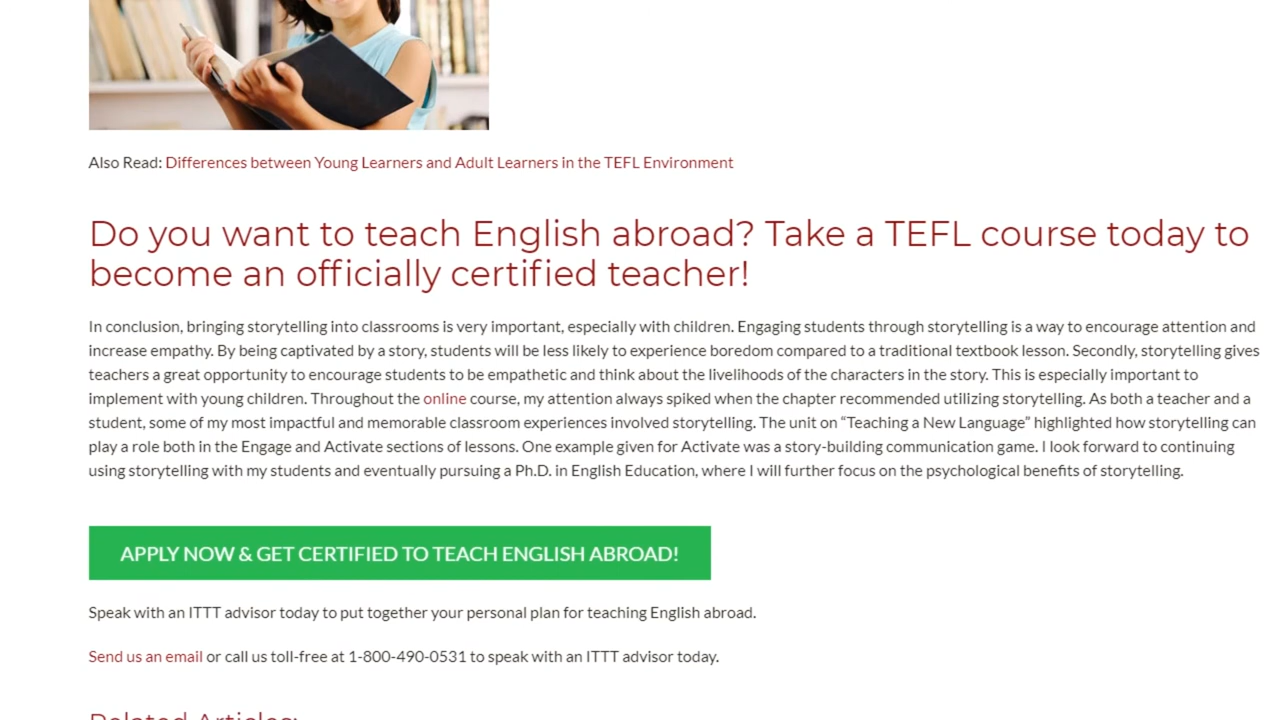 Also Read: Differences between Young Learners and Adult Learners in the TEFL Environment
Do you want to teach English abroad? Take a TEFL course today to
become an officially certified teacher!
In conclusion, bringing storytelling into classrooms is very important, especially with children. Engaging students through storytelling is a way to encourage attention and
increase empathy. By being captivated by a story, students will be less likely to experience boredom compared to a traditional textbook lesson. Secondly, storytelling gives
teachers a great opportunity to encourage students to be empathetic and think about the livelihoods of the characters in the story. This is especially important to
implement with young children. Throughout the online course, my attention always spiked when the chapter recommended utilizing storytelling. As both a teacher and a
student, some of my most impactful and memorable classroom experiences involved storytelling. The unit on “Teaching a New Language” highlighted how storytelling can
play a role both in the Engage and Activate sections of lessons. One example given for Activate was a story-building communication game. I look forward to continuing
using storytelling with my students and eventually pursuing a Ph.D. in English Education, where I will further focus on the psychological benefits of storytelling.
APPLY NOW & GET CERTIFIED TO TEACH ENGLISH ABROAD!
Speak with an ITTT advisor today to put together your personal plan for teaching English abroad.
Send us an email or call us toll-free at 1-800-490-0531 to speak with an ITTT advisor today.
Related Articles: